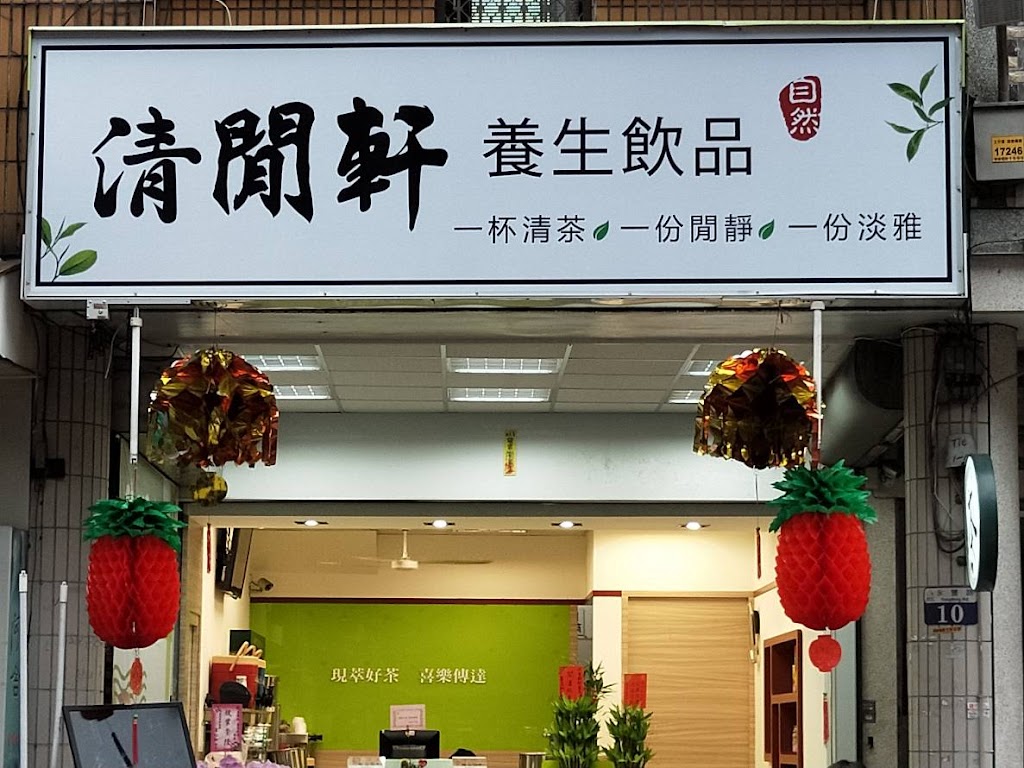 清閒軒
養生飲品
自然
一杯清茶 一份閒靜 一份淡雅
17246
10
現萃好茶 喜樂傳達